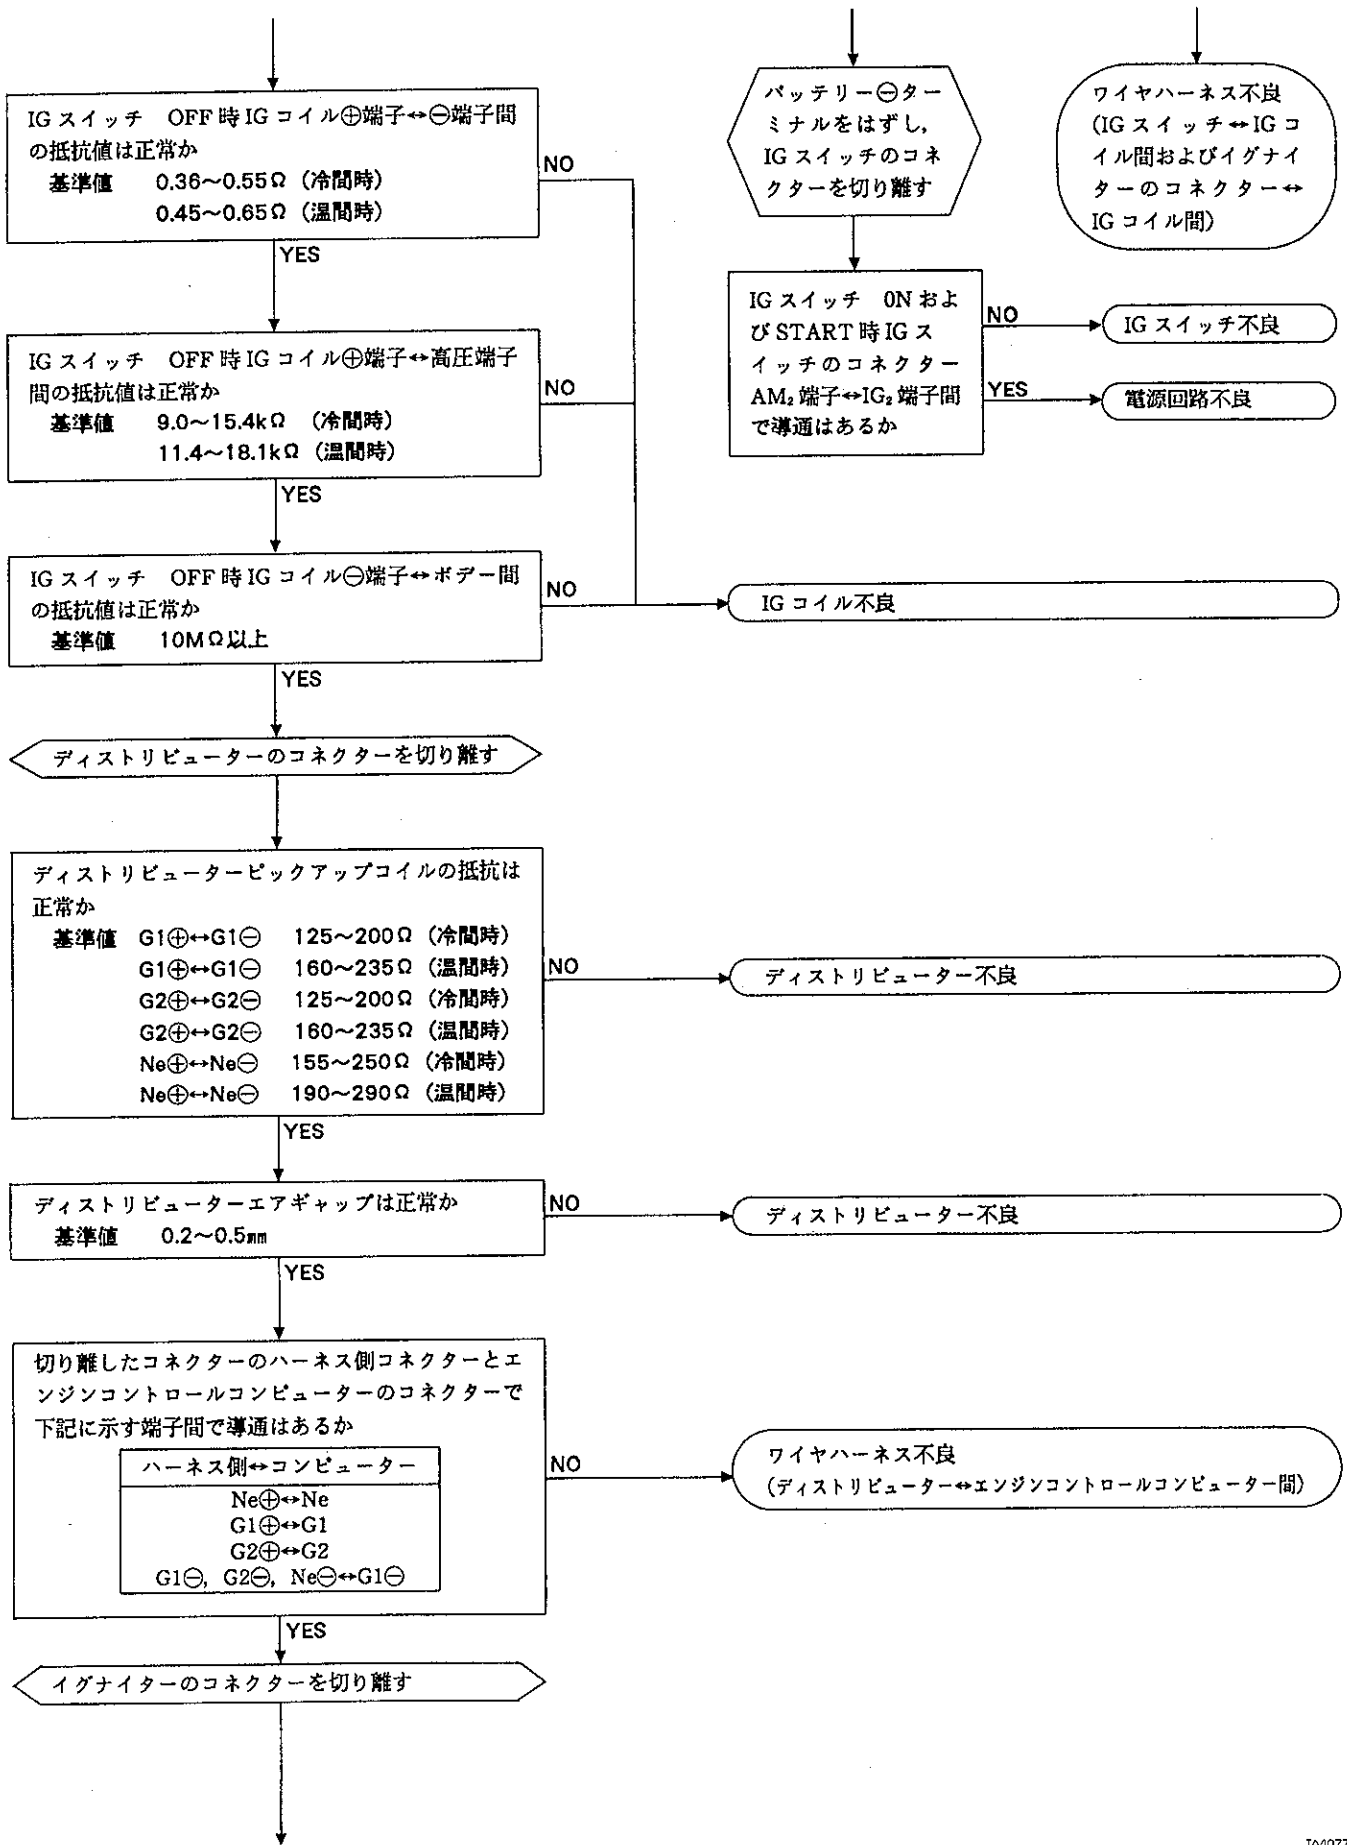 IG スイッチ　OFF 時 IG コイル⊕端子↔⊖端子間
の抵抗値は正常か
基準値　0.36～0.55Ω（冷間時）
0.45～0.65Ω（温間時）
NO
YES
IG スイッチ　OFF 時 IG コイル⊕端子↔高圧端子
間の抵抗値は正常か
基準値　9.0～15.4kΩ （冷間時）
11.4～18.1kΩ（温間時）
NO
YES
IG スイッチ　OFF 時 IG コイル⊖端子↔ボデー間
の抵抗値は正常か
基準値　10MΩ以上
NO
IG コイル不良
YES
バッテリー⊖ター
ミナルをはずし，
IG スイッチのコネ
クターを切り離す
IG スイッチ　ON およ
び START 時 IG ス
イッチのコネクター
AM₂ 端子↔IG₂ 端子間
で導通はあるか
NO
IG スイッチ不良
YES
電源回路不良
ワイヤハーネス不良
(IG スイッチ↔IG コ
イル間およびイグナイ
ターのコネクター↔
IG コイル間)
ディストリビューターのコネクターを切り離す
ディストリビューターピックアップコイルの抵抗は
正常か
基準値　G1⊕↔G1⊖　125～200Ω（冷間時）
G1⊕↔G1⊖　160～235Ω（温間時）
G2⊕↔G2⊖　125～200Ω（冷間時）
G2⊕↔G2⊖　160～235Ω（温間時）
Ne⊕↔Ne⊖　155～250Ω（冷間時）
Ne⊕↔Ne⊖　190～290Ω（温間時）
NO
ディストリビューター不良
YES
ディストリビューターエアギャップは正常か
基準値　0.2～0.5㎜
NO
ディストリビューター不良
YES
切り離したコネクターのハーネス側コネクターとエ
ンジンコントロールコンピューターのコネクターで
下記に示す端子間で導通はあるか
ハーネス側↔コンピューター
Ne⊕↔Ne
G1⊕↔G1
G2⊕↔G2
G1⊖, G2⊖, Ne⊖↔G1⊖
NO
ワイヤハーネス不良
(ディストリビューター↔エンジンコントロールコンピューター間)
YES
イグナイターのコネクターを切り離す